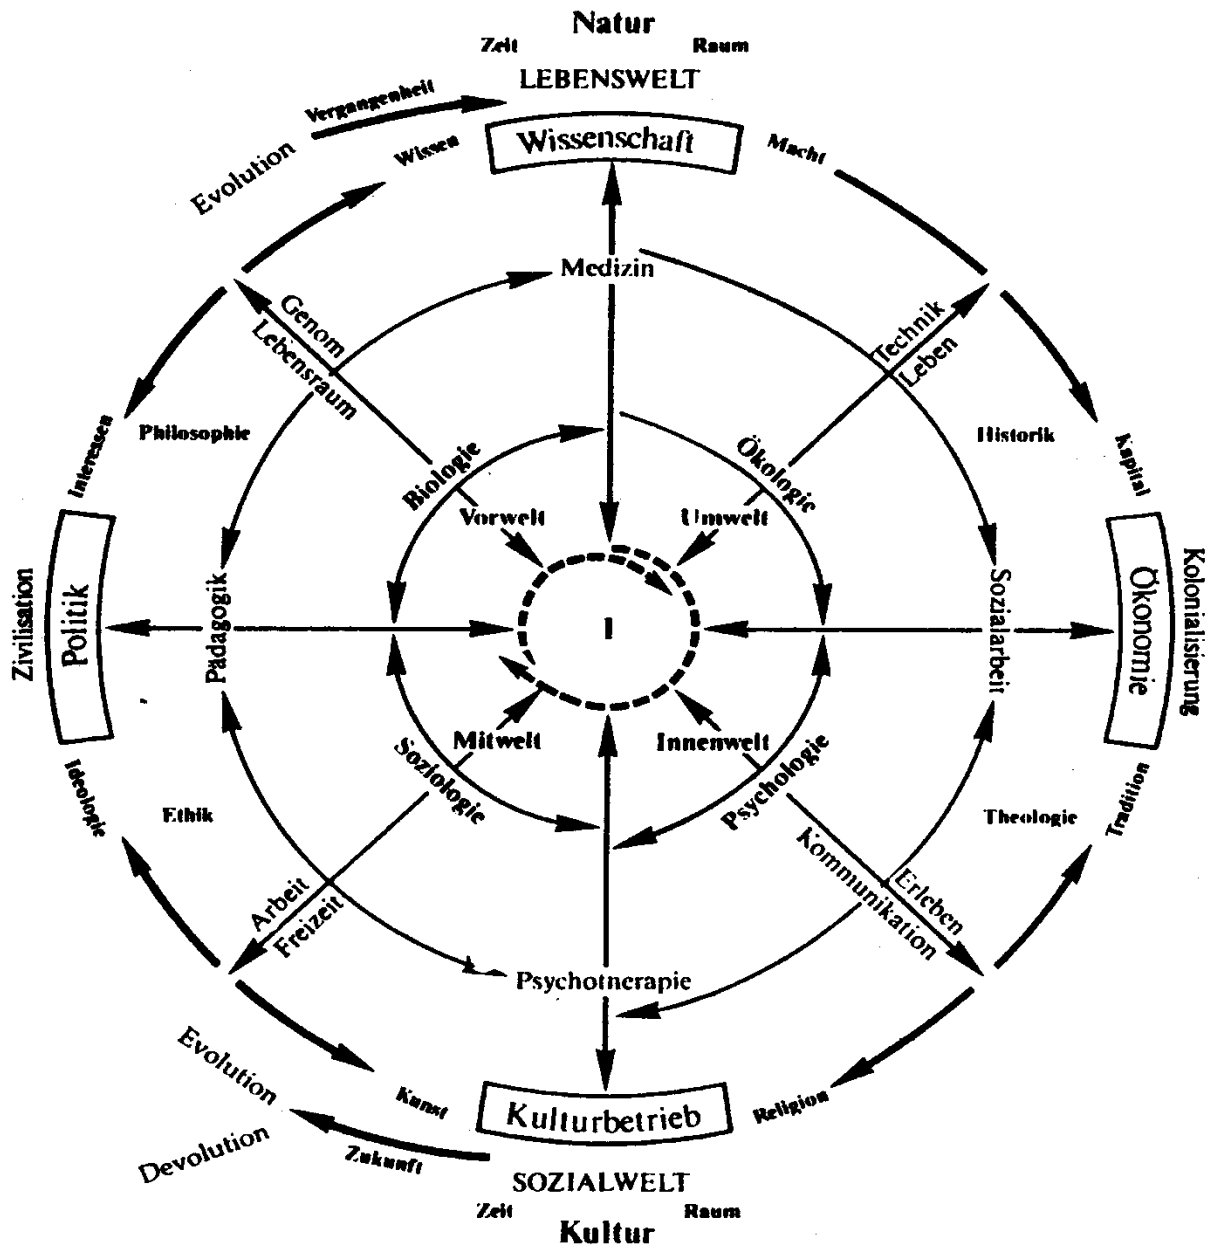 Natur
Zeit Raum
LEBENSWELT
Vergangenheit
Wissenschaft
Wissen
Macht
Evolution
Medizin
Genom
Lebensraum
Technik
Leben
Interessen
Philosophie
Historik
Kapital
Biologie
Ökologie
Vorwelt
Umwelt
Zivilisation
Politik
Pädagogik
I
Sozialarbeit
Ökonomie
Kolonialisierung
Mitwelt
Innenwelt
Soziologie
Psychologie
Ideologie
Ethik
Theologie
Tradition
Arbeit
Freizeit
Erleben
Kommunikation
Psychotnerapie
Evolution
Devolution
Kunst
Kulturbetrieb
Religion
Zukunft
SOZIALWELT
Zeit Raum
Kultur